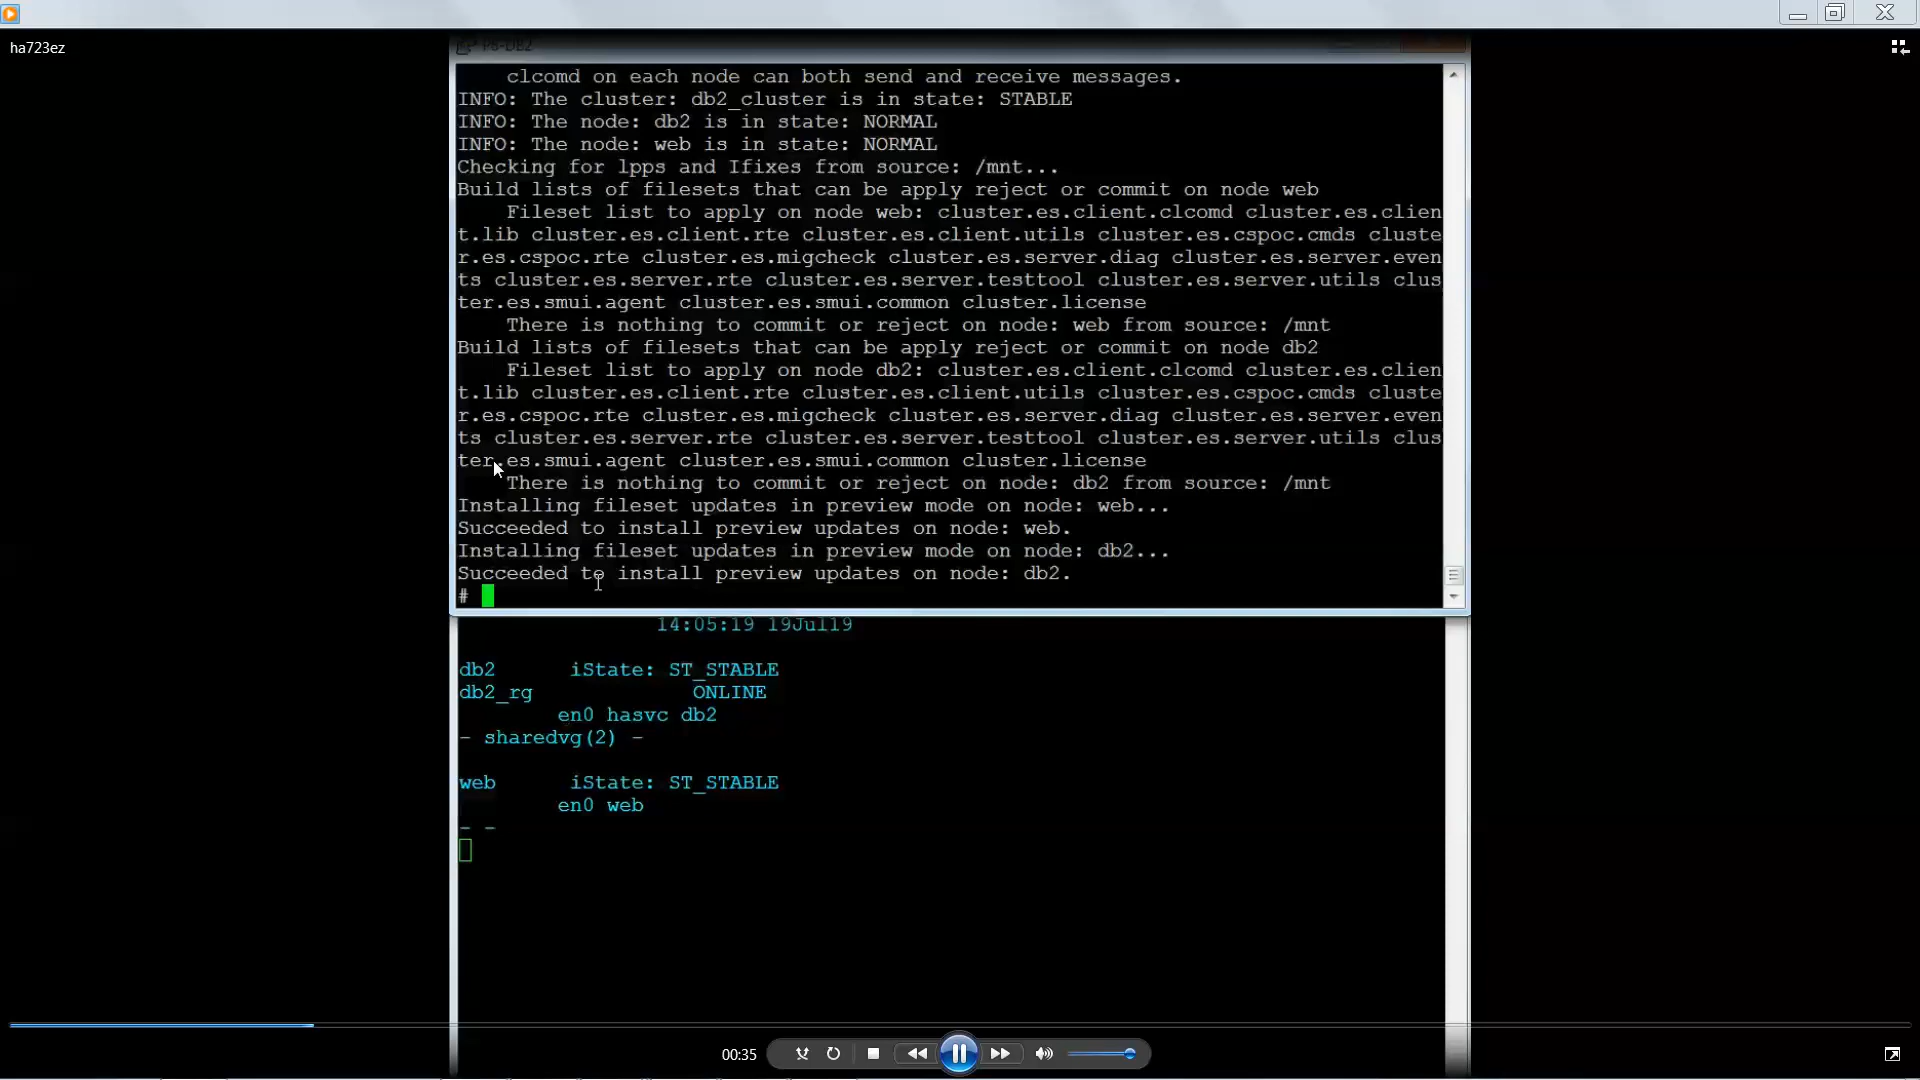 ha723ez
clcomd on each node can both send and receive messages.
INFO: The cluster: db2_cluster is in state: STABLE
INFO: The node: db2 is in state: NORMAL
INFO: The node: web is in state: NORMAL
Checking for lpps and Ifixes from source: /mnt...
Build lists of filesets that can be apply reject or commit on node web
Fileset list to apply on node web: cluster.es.client.clcomd cluster.es.clien
t.lib cluster.es.client.rte cluster.es.client.utils cluster.es.cspoc.cmds cluste
r.es.cspoc.rte cluster.es.migcheck cluster.es.server.diag cluster.es.server.even
ts cluster.es.server.rte cluster.es.server.testtool cluster.es.server.utils clus
ter.es.smui.agent cluster.es.smui.common cluster.license
There is nothing to commit or reject on node: web from source: /mnt
Build lists of filesets that can be apply reject or commit on node db2
Fileset list to apply on node db2: cluster.es.client.clcomd cluster.es.clien
t.lib cluster.es.client.rte cluster.es.client.utils cluster.es.cspoc.cmds cluste
r.es.cspoc.rte cluster.es.migcheck cluster.es.server.diag cluster.es.server.even
ts cluster.es.server.rte cluster.es.server.testtool cluster.es.server.utils clus
ter.es.smui.agent cluster.es.smui.common cluster.license
There is nothing to commit or reject on node: db2 from source: /mnt
Installing fileset updates in preview mode on node: web...
Succeeded to install preview updates on node: web.
Installing fileset updates in preview mode on node: db2...
Succeeded to install preview updates on node: db2.
#
14:05:19 19Jul19
db2 iState: ST_STABLE
db2_rg ONLINE
en0 hasvc db2
- sharedvg(2) -
web iState: ST_STABLE
en0 web
- -
00:35